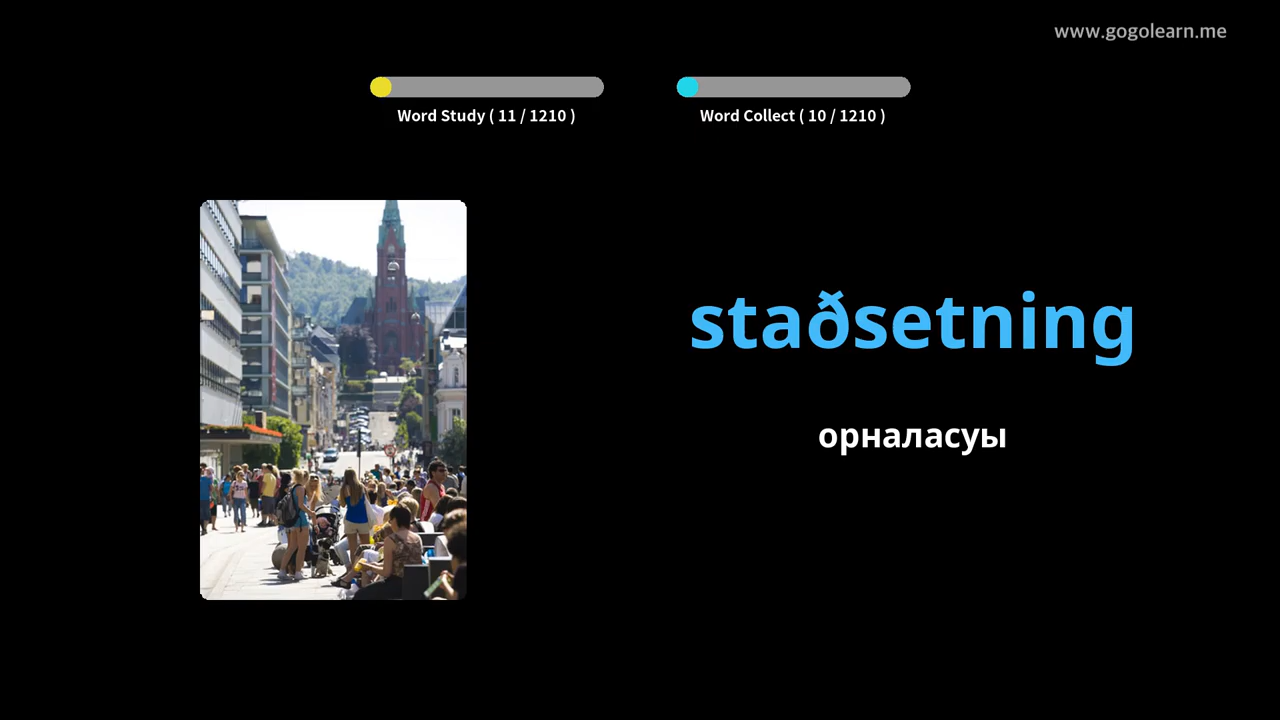 www.gogolearn.me
Word Study ( 11 / 1210 )
Word Collect ( 10 / 1210 )
staðsetning
орналасуы